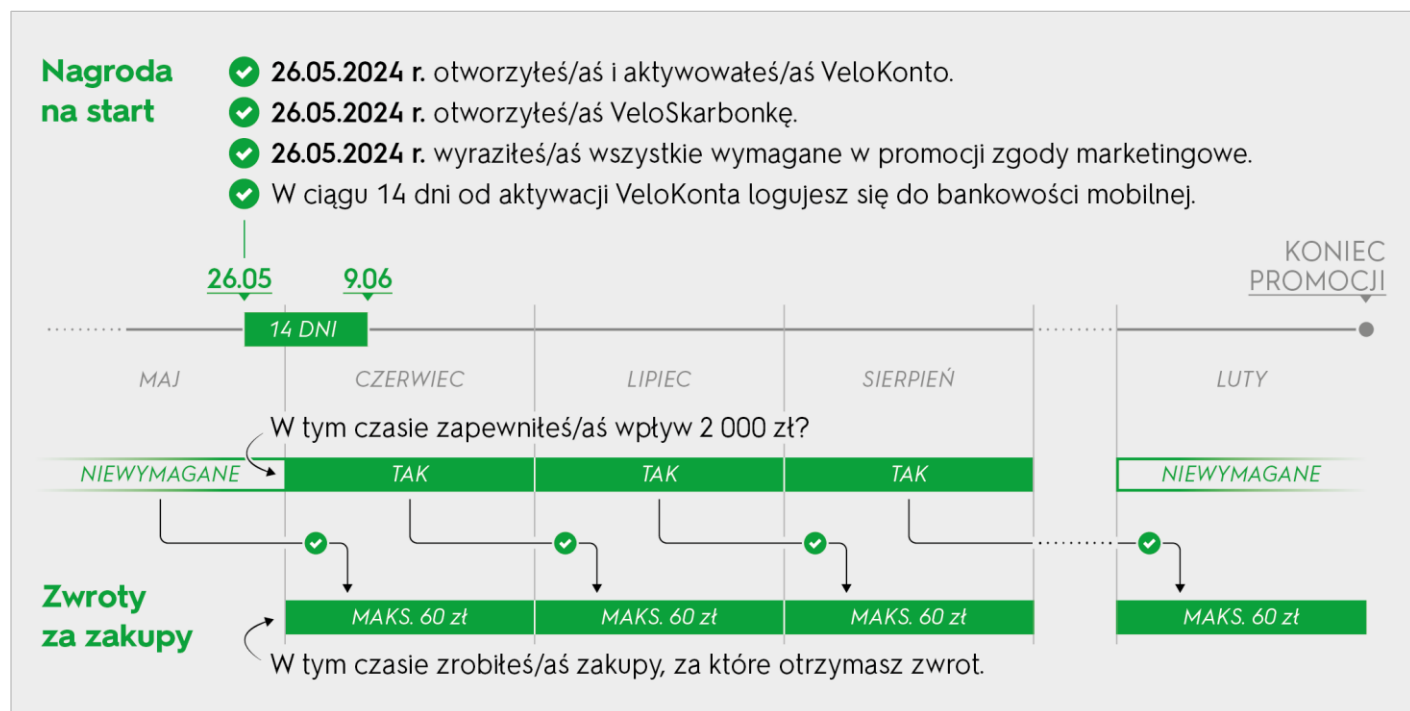 Nagroda
na start
26.05.2024 r. otworzyłeś/aś i aktywowałeś/aś VeloKonto.
26.05.2024 r. otworzyłeś/aś VeloSkarbonkę.
26.05.2024 r. wyraziłeś/aś wszystkie wymagane w promocji zgody marketingowe.
W ciągu 14 dni od aktywacji VeloKonta logujesz się do bankowości mobilnej.
KONIEC
PROMOCJI
26.05 9.06
14 DNI
MAJ CZERWIEC LIPIEC SIERPIEŃ LUTY
W tym czasie zapewniłeś/aś wpływ 2 000 zł?
NIEWYMAGANE TAK TAK TAK NIEWYMAGANE
Zwroty
za zakupy
MAKS. 60 zł MAKS. 60 zł MAKS. 60 zł MAKS. 60 zł
W tym czasie zrobiłeś/aś zakupy, za które otrzymasz zwrot.